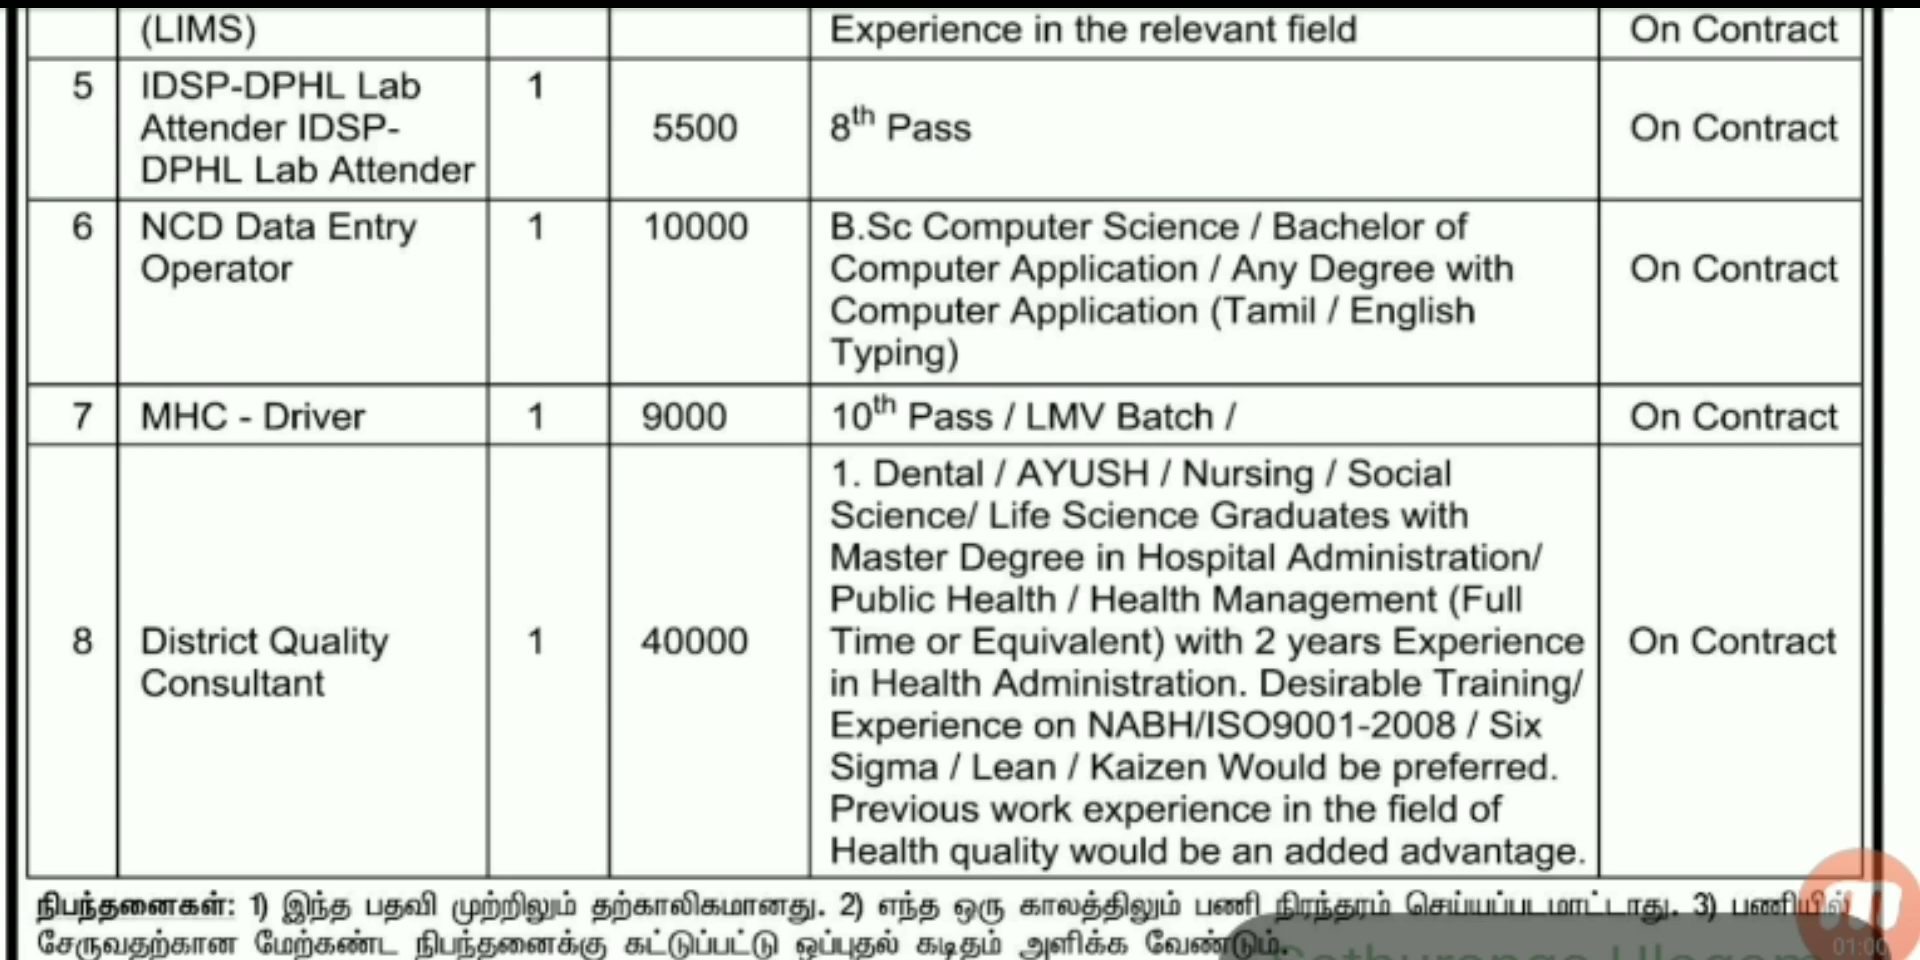 (LIMS) Experience in the relevant field On Contract
5 IDSP-DPHL Lab 1
Attender IDSP- 5500 8th Pass On Contract
DPHL Lab Attender
6 NCD Data Entry 1 10000 B.Sc Computer Science / Bachelor of
Operator Computer Application / Any Degree with On Contract
Computer Application (Tamil / English
Typing)
7 MHC - Driver 1 9000 10th Pass / LMV Batch / On Contract
1. Dental / AYUSH / Nursing / Social
Science/ Life Science Graduates with
Master Degree in Hospital Administration/
Public Health / Health Management (Full
8 District Quality 1 40000 Time or Equivalent) with 2 years Experience On Contract
Consultant in Health Administration. Desirable Training/
Experience on NABH/ISO9001-2008 / Six
Sigma / Lean / Kaizen Would be preferred.
Previous work experience in the field of
Health quality would be an added advantage.
நிபந்தனைகள்: 1) இந்த பதவி முற்றிலும் தற்காலிகமானது. 2) எந்த ஒரு காலத்திலும் பணி நிரந்தரம் செய்யப்படமாட்டாது. 3) பணியில்
சேருவதற்கான மேற்கண்ட நிபந்தனைக்கு கட்டுப்பட்டு ஒப்புதல் கடிதம் அளிக்க வேண்டும்.
01:00